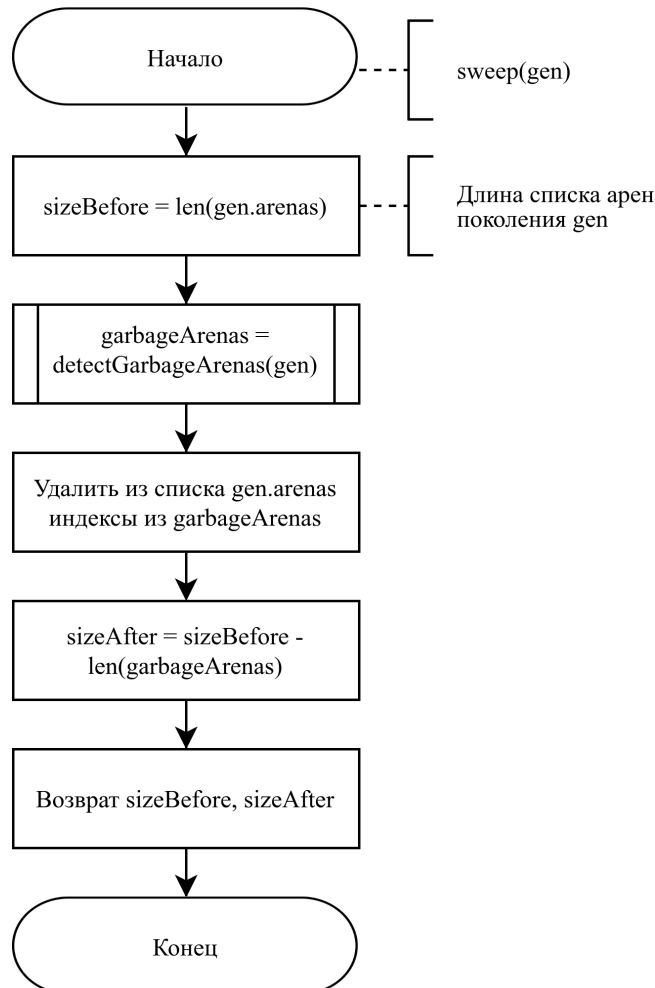 Начало
sweep(gen)
sizeBefore = len(gen.arenas)
Длина списка арен
поколения gen
garbageArenas =
detectGarbageArenas(gen)
Удалить из списка gen.arenas
индексы из garbageArenas
sizeAfter = sizeBefore -
len(garbageArenas)
Возврат sizeBefore, sizeAfter
Конец